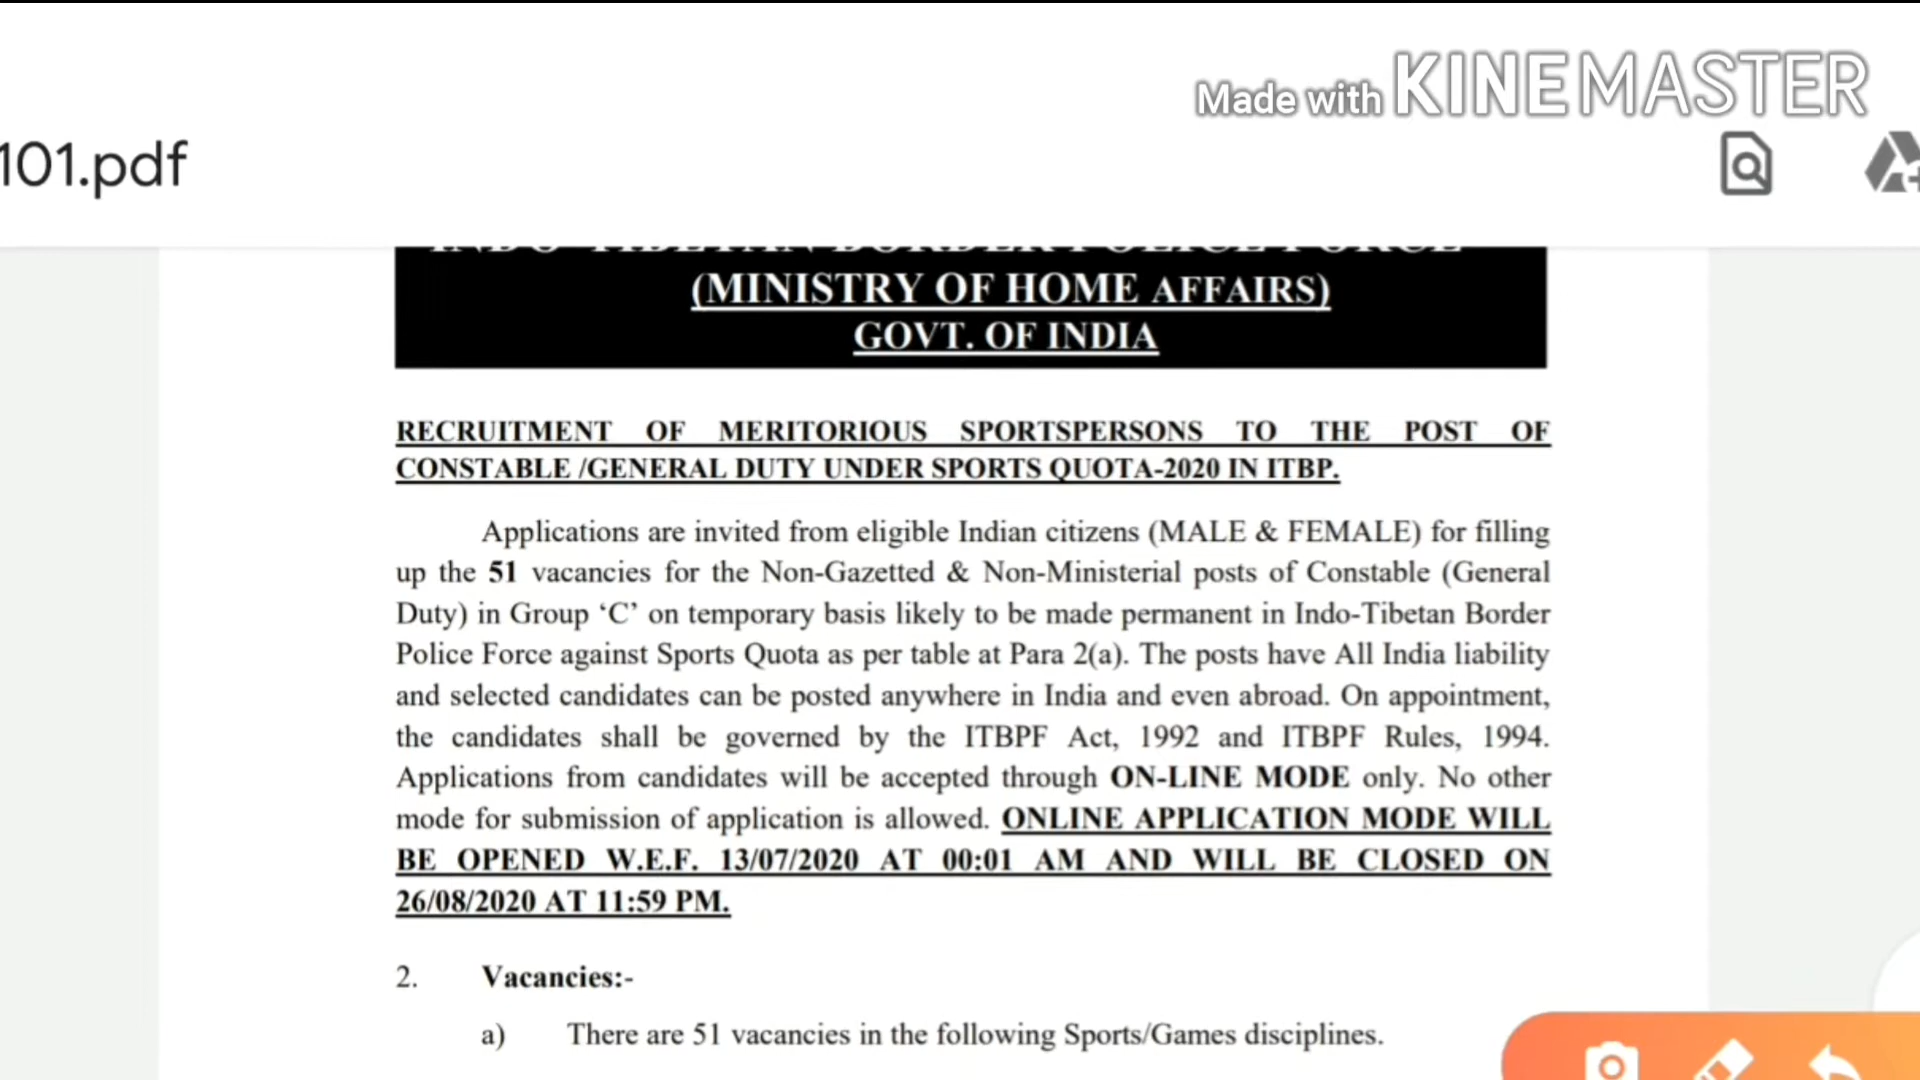 Made with KINEMASTER
101.pdf
INDO-TIBETAN BORDER POLICE FORCE
(MINISTRY OF HOME AFFAIRS)
GOVT. OF INDIA
RECRUITMENT OF MERITORIOUS SPORTSPERSONS TO THE POST OF
CONSTABLE /GENERAL DUTY UNDER SPORTS QUOTA-2020 IN ITBP.
Applications are invited from eligible Indian citizens (MALE & FEMALE) for filling
up the 51 vacancies for the Non-Gazetted & Non-Ministerial posts of Constable (General
Duty) in Group ‘C’ on temporary basis likely to be made permanent in Indo-Tibetan Border
Police Force against Sports Quota as per table at Para 2(a). The posts have All India liability
and selected candidates can be posted anywhere in India and even abroad. On appointment,
the candidates shall be governed by the ITBPF Act, 1992 and ITBPF Rules, 1994.
Applications from candidates will be accepted through ON-LINE MODE only. No other
mode for submission of application is allowed. ONLINE APPLICATION MODE WILL
BE OPENED W.E.F. 13/07/2020 AT 00:01 AM AND WILL BE CLOSED ON
26/08/2020 AT 11:59 PM.
2. Vacancies:-
a) There are 51 vacancies in the following Sports/Games disciplines.